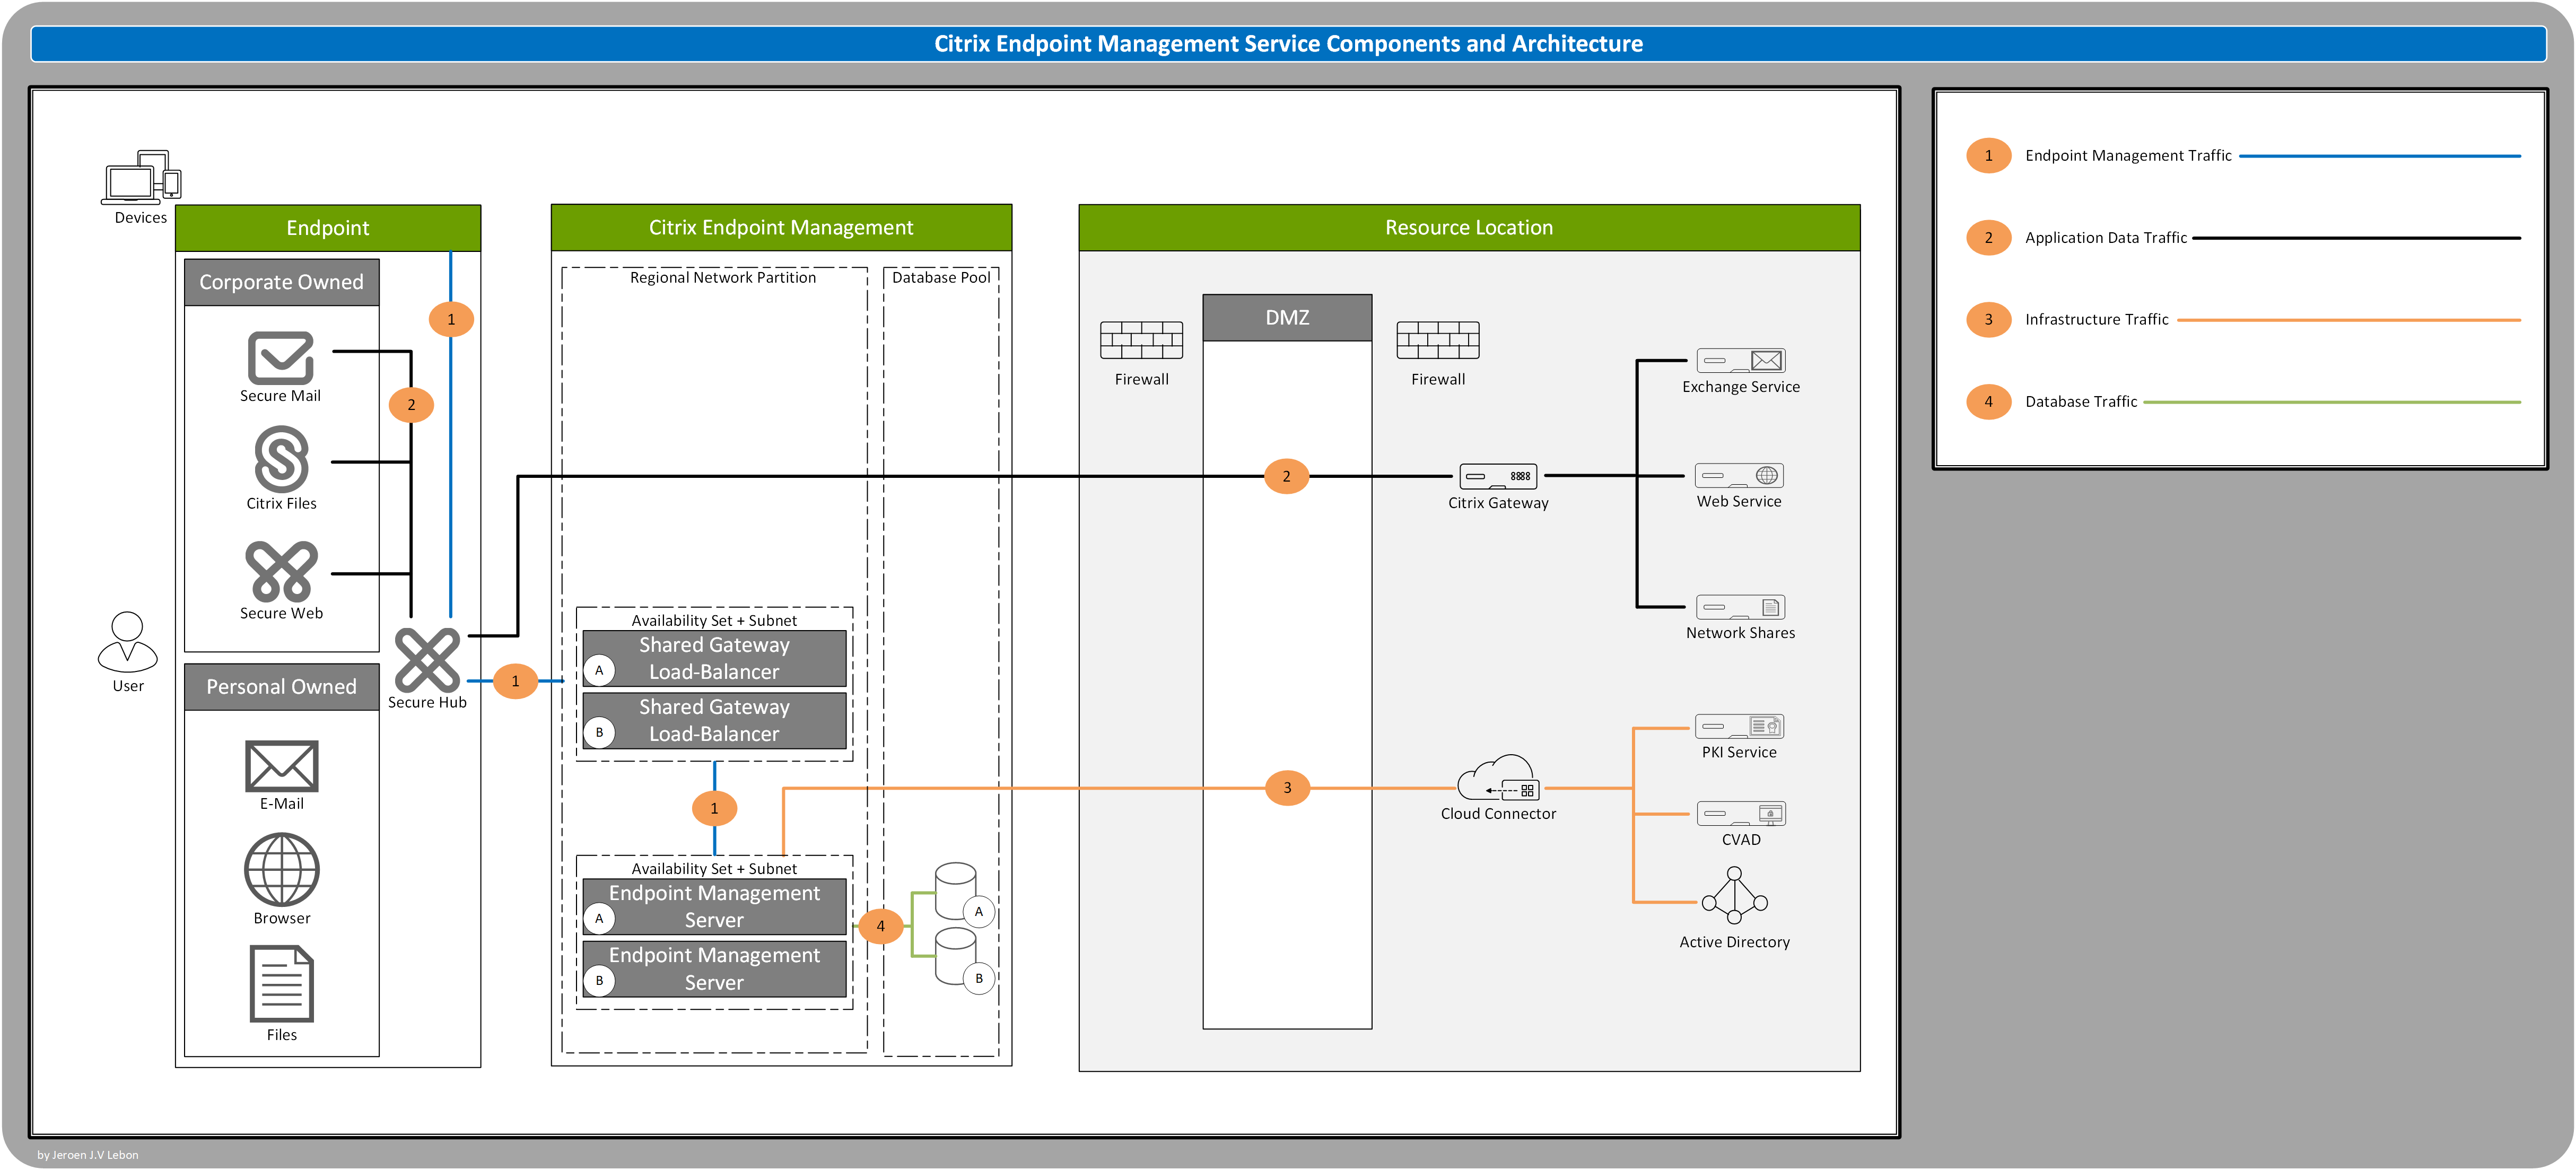 Citrix Endpoint Management Service Components and Architecture
Devices
User
Endpoint
Corporate Owned
Secure Mail
Citrix Files
Secure Web
1
2
Secure Hub
1
Personal Owned
E-Mail
Browser
Files
Citrix Endpoint Management
Regional Network Partition
Database Pool
Availability Set + Subnet
Shared Gateway
Load-Balancer
A
Shared Gateway
Load-Balancer
B
1
Availability Set + Subnet
Endpoint Management
Server
A
Endpoint Management
Server
B
4
A
B
Resource Location
Firewall
DMZ
Firewall
2
3
8888
Citrix Gateway
Cloud Connector
Exchange Service
Web Service
Network Shares
PKI Service
CVAD
Active Directory
1
Endpoint Management Traffic
2
Application Data Traffic
3
Infrastructure Traffic
4
Database Traffic
by Jeroen J.V Lebon